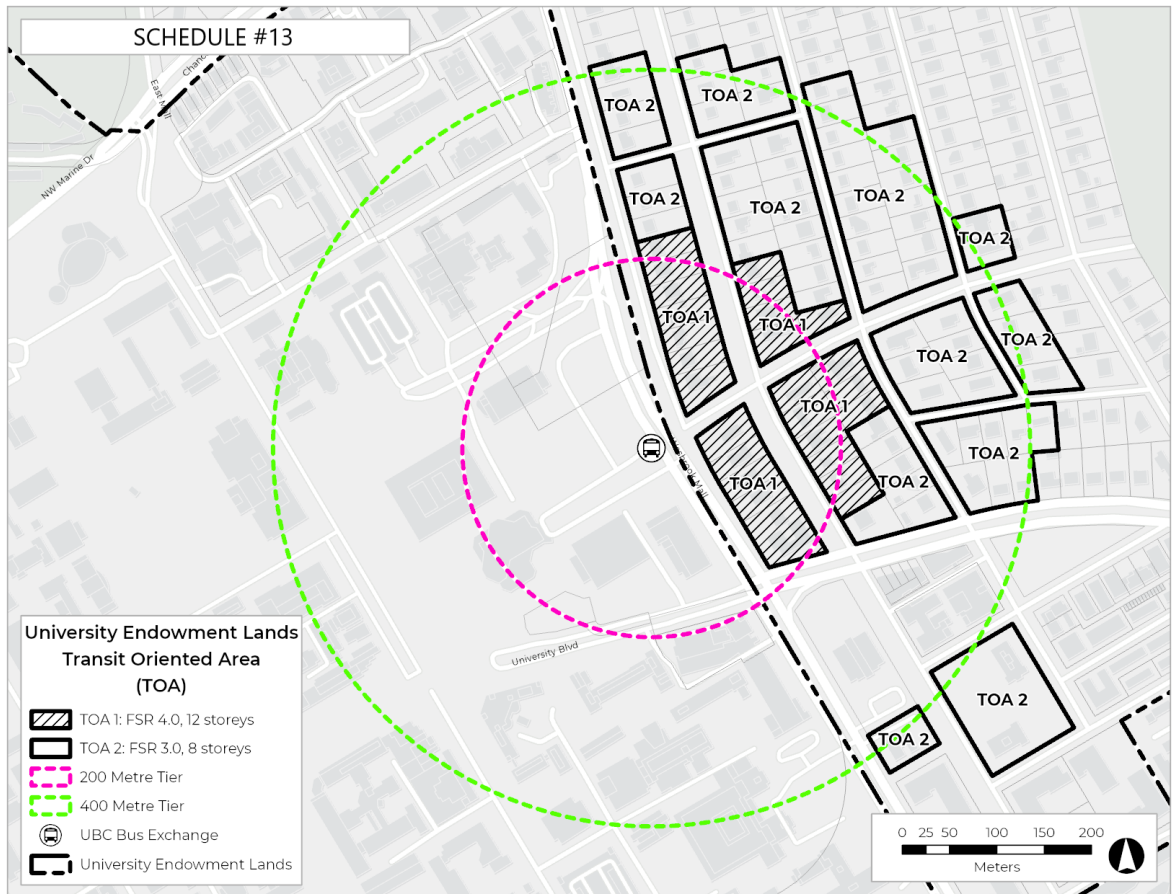 SCHEDULE #13
East Mall
NW Marine Dr
TOA 2
TOA 2
TOA 2
TOA 2
TOA 2
TOA 2
TOA 1
TOA 1
TOA 2
TOA 2
TOA 1
TOA 2
TOA 1
TOA 2
University Blvd
TOA 2
TOA 2
University Endowment Lands
Transit Oriented Area
(TOA)
TOA 1: FSR 4.0, 12 storeys
TOA 2: FSR 3.0, 8 storeys
200 Metre Tier
400 Metre Tier
UBC Bus Exchange
University Endowment Lands
0 25 50 100 150 200
Meters